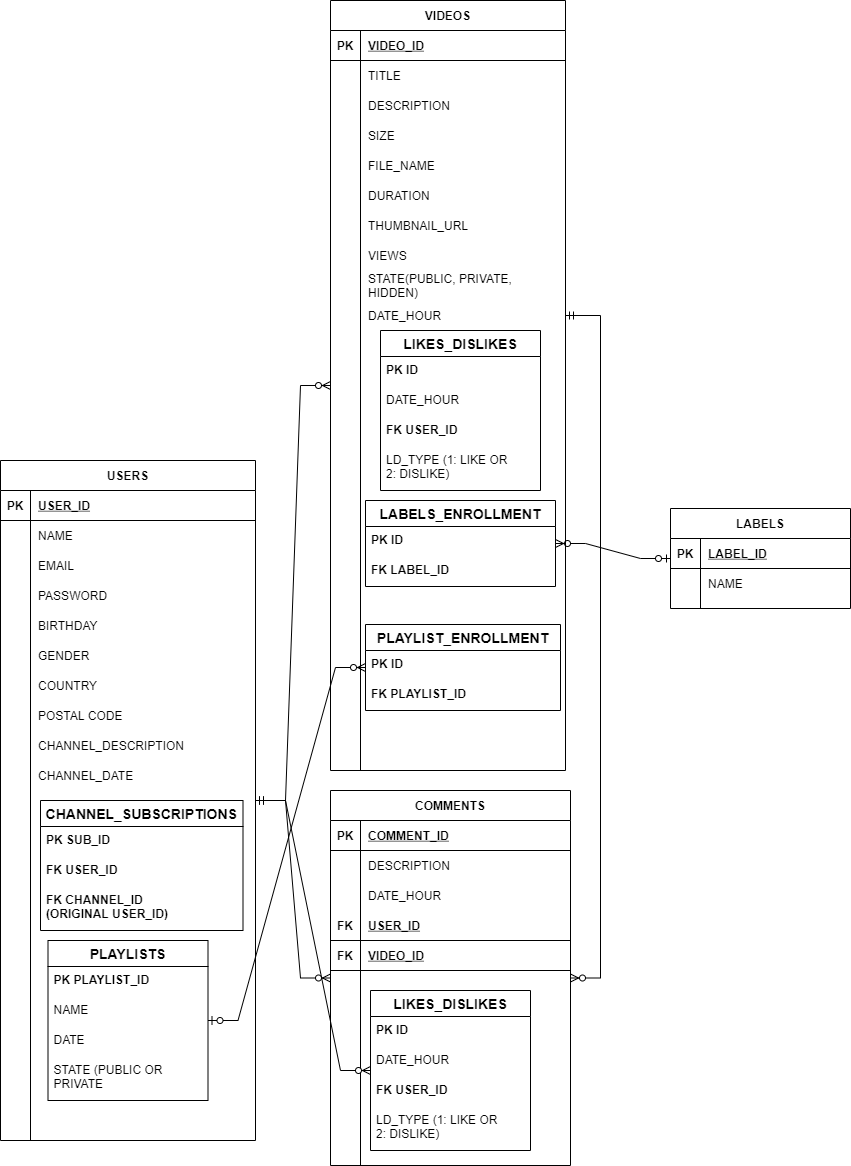 VIDEOS
PK VIDEO_ID
TITLE
DESCRIPTION
SIZE
FILE_NAME
DURATION
THUMBNAIL_URL
VIEWS
STATE(PUBLIC, PRIVATE,
HIDDEN)
DATE_HOUR
LIKES_DISLIKES
PK ID
DATE_HOUR
FK USER_ID
LD_TYPE (1: LIKE OR
2: DISLIKE)
LABELS_ENROLLMENT
PK ID
FK LABEL_ID
PLAYLIST_ENROLLMENT
PK ID
FK PLAYLIST_ID
USERS
PK USER_ID
NAME
EMAIL
PASSWORD
BIRTHDAY
GENDER
COUNTRY
POSTAL CODE
CHANNEL_DESCRIPTION
CHANNEL_DATE
CHANNEL_SUBSCRIPTIONS
PK SUB_ID
FK USER_ID
FK CHANNEL_ID
(ORIGINAL USER_ID)
PLAYLISTS
PK PLAYLIST_ID
NAME
DATE
STATE (PUBLIC OR
PRIVATE
LABELS
PK LABEL_ID
NAME
COMMENTS
PK COMMENT_ID
DESCRIPTION
DATE_HOUR
FK USER_ID
FK VIDEO_ID
LIKES_DISLIKES
PK ID
DATE_HOUR
FK USER_ID
LD_TYPE (1: LIKE OR
2: DISLIKE)